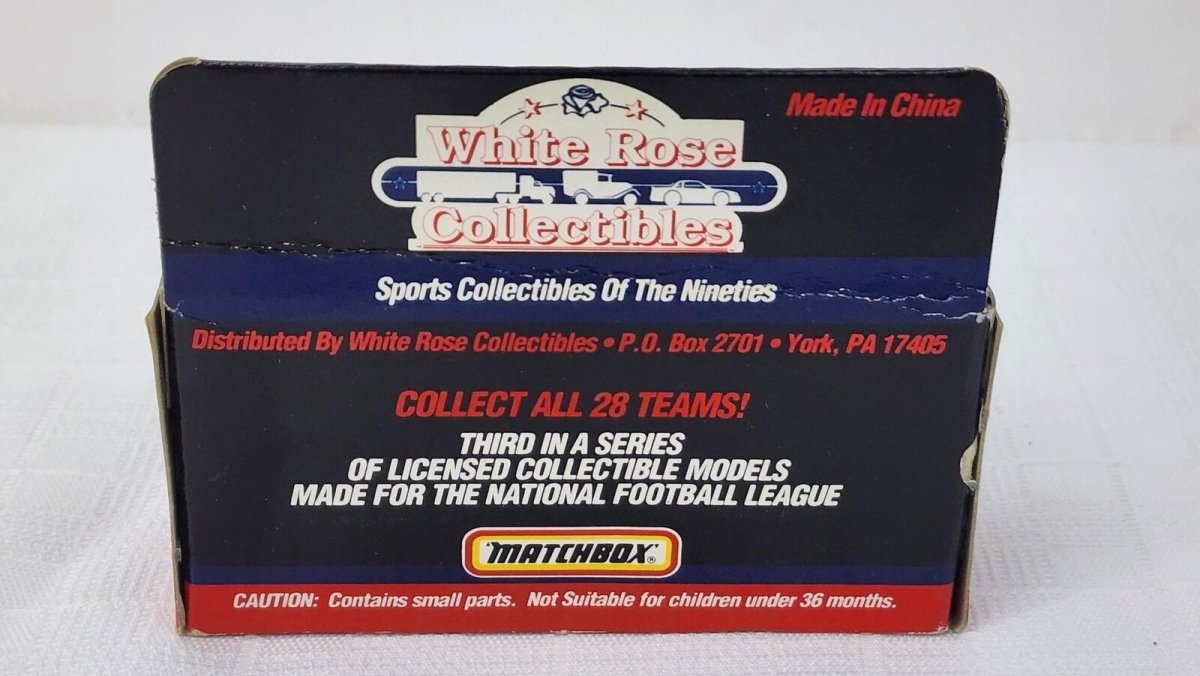 Made In China
White Rose
Collectibles
Sports Collectibles Of The Nineties
Distributed By White Rose Collectibles • P.O. Box 2701 • York, PA 17405
COLLECT ALL 28 TEAMS!
THIRD IN A SERIES
OF LICENSED COLLECTIBLE MODELS
MADE FOR THE NATIONAL FOOTBALL LEAGUE
"MATCHBOX"®
CAUTION: Contains small parts. Not Suitable for children under 36 months.